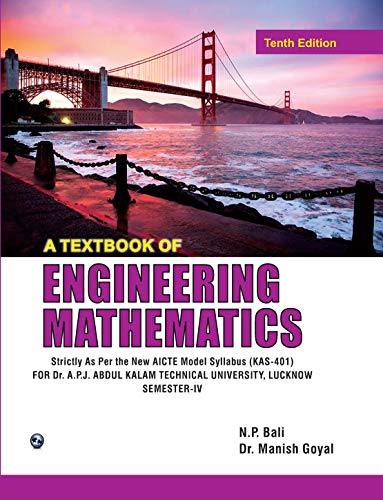 Tenth Edition
A TEXTBOOK OF
ENGINEERING
MATHEMATICS
Strictly As Per the New AICTE Model Syllabus (KAS-401)
FOR Dr. A.P.J. ABDUL KALAM TECHNICAL UNIVERSITY, LUCKNOW
SEMESTER-IV
N.P. Bali
Dr. Manish Goyal